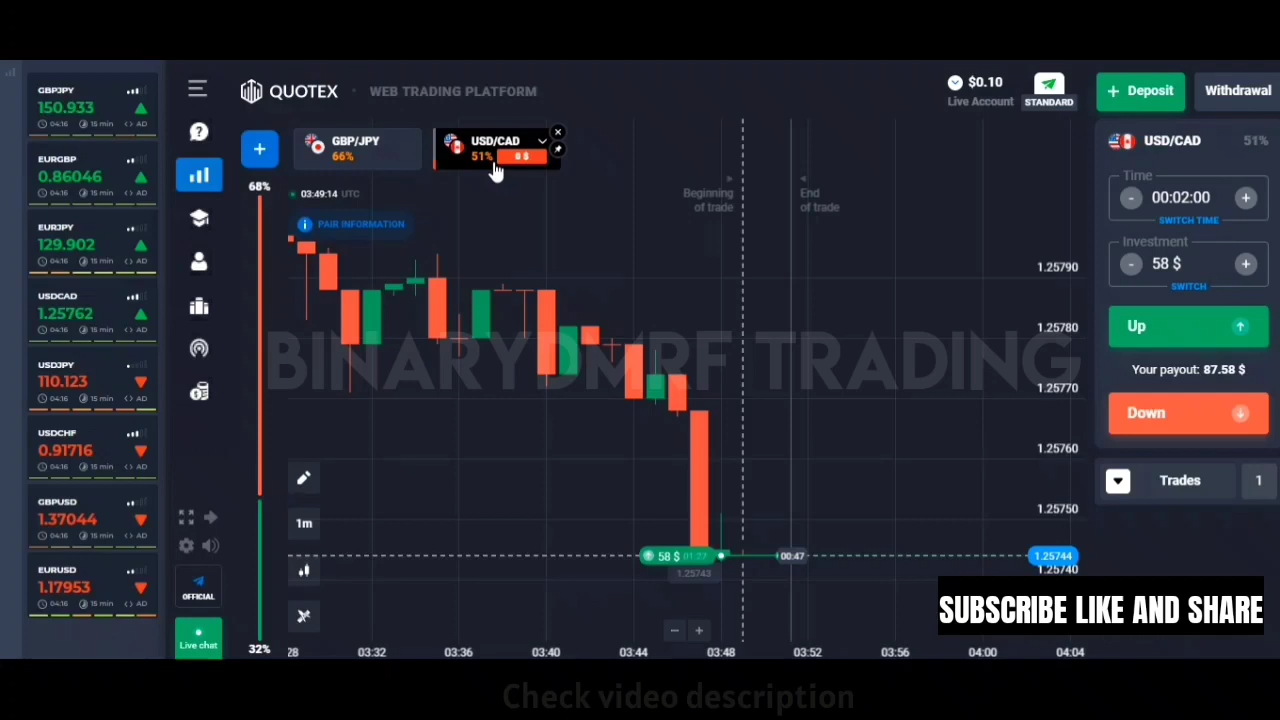 GBPJPY
150.933
04:16 15 min <> AD
EURGBP
0.86046
04:16 15 min <> AD
EURJPY
129.902
04:16 15 min <> AD
USDCAD
1.25762
04:16 15 min <> AD
USDJPY
110.123
04:16 15 min <> AD
USDCHF
0.91716
04:16 15 min <> AD
GBPUSD
1.37044
04:16 15 min <> AD
EURUSD
1.17953
04:16 15 min <> AD
OFFICIAL
Live chat
QUOTEX · WEB TRADING PLATFORM
$0.10
Live Account
STANDARD
+ Deposit
Withdrawal
+
GBP/JPY
66%
USD/CAD
51%
68%
03:49:14 UTC
i PAIR INFORMATION
Beginning
of trade
End
of trade
1.25790
1.25780
1.25770
1.25760
1.25750
1.25744
1.25740
BINARYDMRF TRADING
1m
58 $ 01:27
00:47
1.25743
32%
28 03:32 03:36 03:40 03:44 03:48 03:52 03:56 04:00 04:04
USD/CAD 51%
Time
- 00:02:00 +
SWITCH TIME
Investment
- 58 $ +
SWITCH
Up
Your payout: 87.58 $
Down
Trades 1
SUBSCRIBE LIKE AND SHARE
Check video description